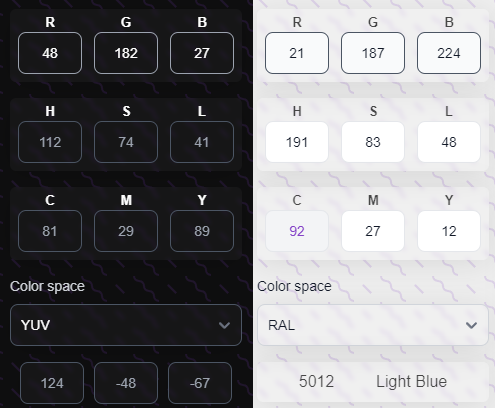 R G B
48 182 27
H S L
112 74 41
C M Y
81 29 89
Color space
YUV
124 -48 -67
R G B
21 187 224
H S L
191 83 48
C M Y
92 27 12
Color space
RAL
5012 Light Blue